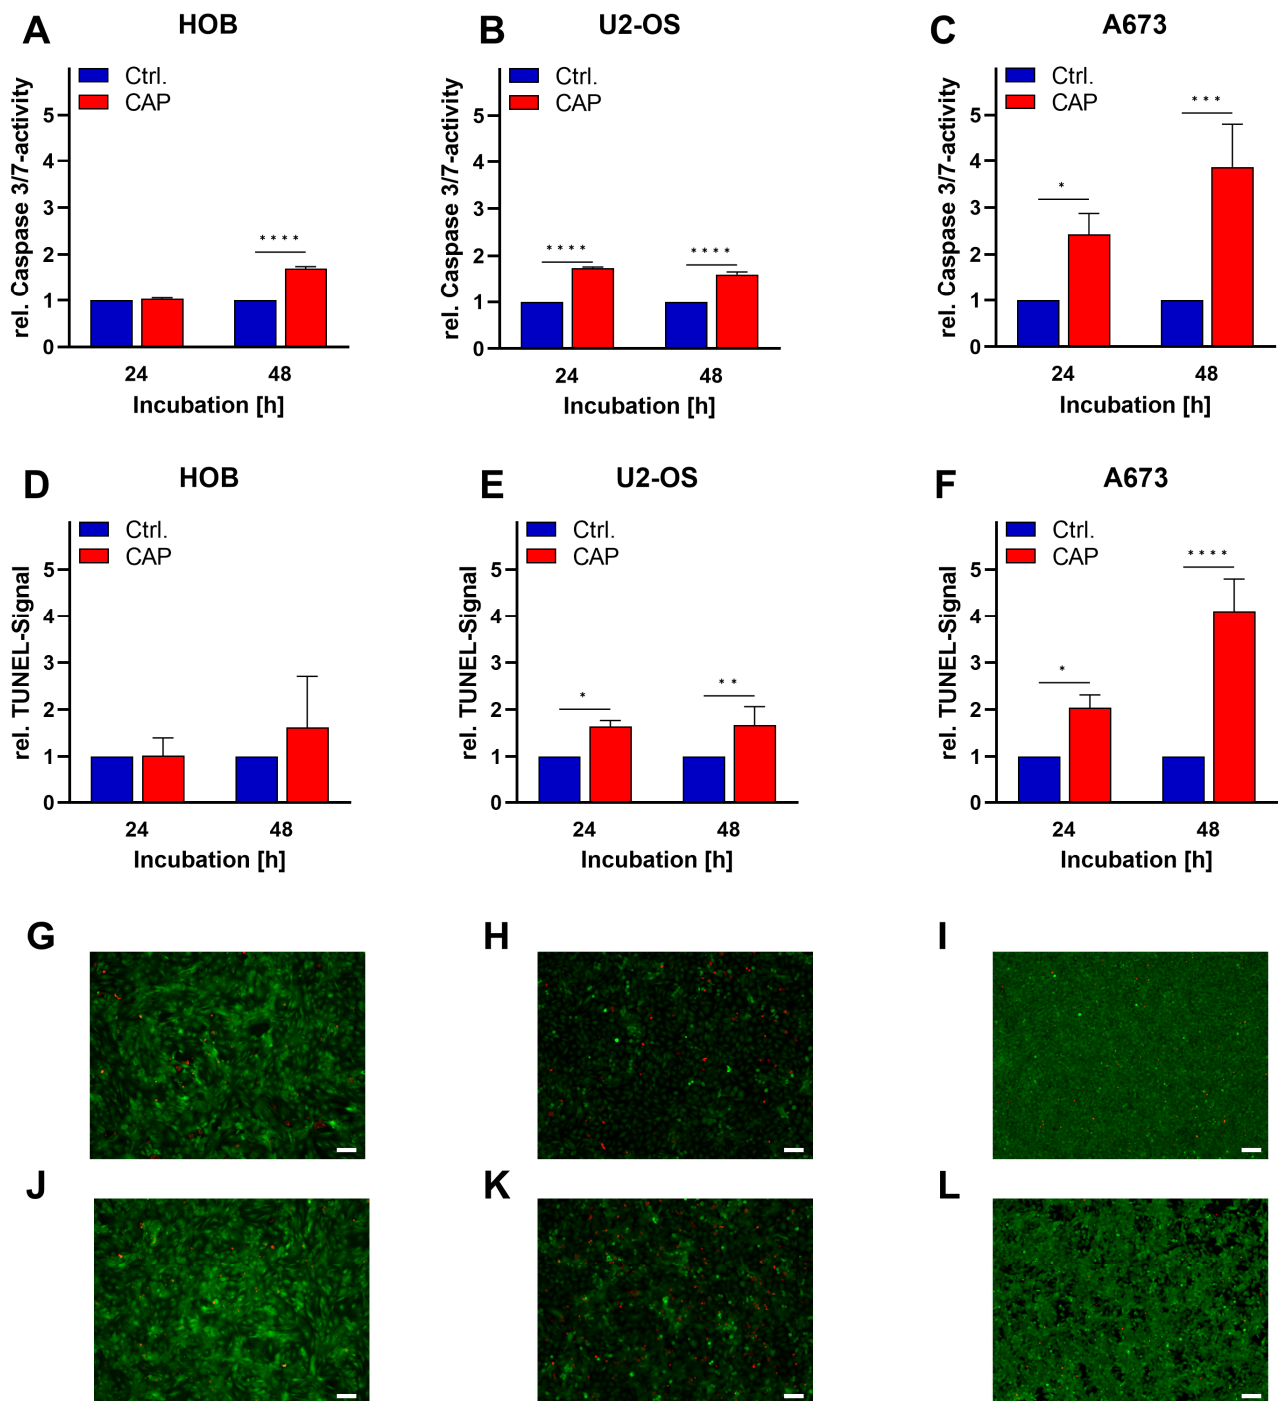 A
HOB
Ctrl.
CAP
rel. Caspase 3/7-activity
5
4
3
2
1
0
****
24
48
Incubation [h]
B
U2-OS
Ctrl.
CAP
rel. Caspase 3/7-activity
5
4
3
2
1
0
****
****
24
48
Incubation [h]
C
A673
Ctrl.
CAP
rel. Caspase 3/7-activity
5
4
3
2
1
0
*
***
24
48
Incubation [h]
D
HOB
Ctrl.
CAP
rel. TUNEL-Signal
5
4
3
2
1
0
24
48
Incubation [h]
E
U2-OS
Ctrl.
CAP
rel. TUNEL-Signal
5
4
3
2
1
0
*
**
24
48
Incubation [h]
F
A673
Ctrl.
CAP
rel. TUNEL-Signal
5
4
3
2
1
0
*
****
24
48
Incubation [h]
G
H
I
J
K
L